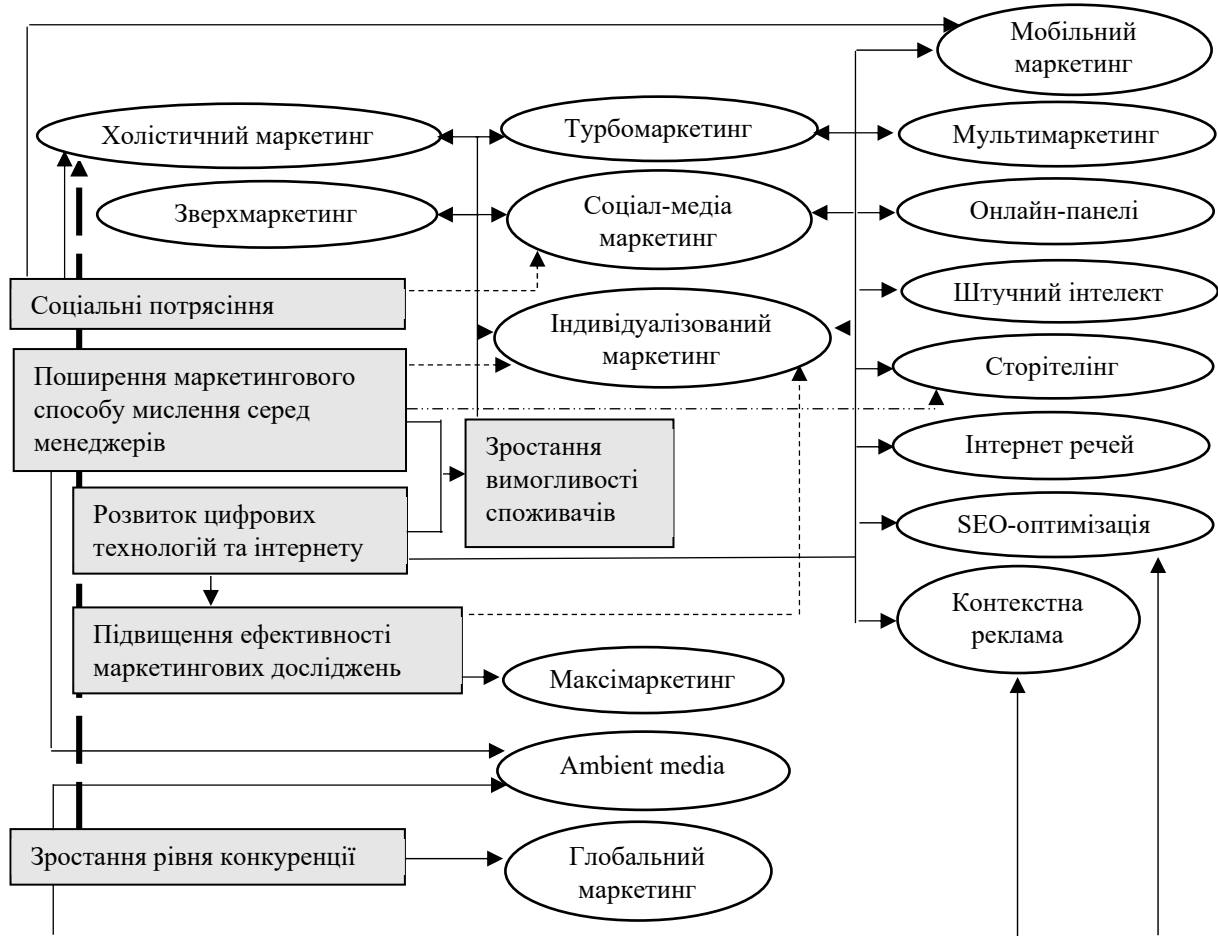 Мобільний
маркетинг
Холістичний маркетинг
Турбомаркетинг
Мультимаркетинг
Зверхмаркетинг
Соціал-медіа
маркетинг
Онлайн-панелі
Соціальні потрясіння
Індивідуалізований
маркетинг
Штучний інтелект
Поширення маркетингового
способу мислення серед
менеджерів
Сторітелінг
Зростання
вимогливості
споживачів
Інтернет речей
Розвиток цифрових
технологій та інтернету
SEO-оптимізація
Підвищення ефективності
маркетингових досліджень
Контекстна
реклама
Максімаркетинг
Ambient media
Зростання рівня конкуренції
Глобальний
маркетинг